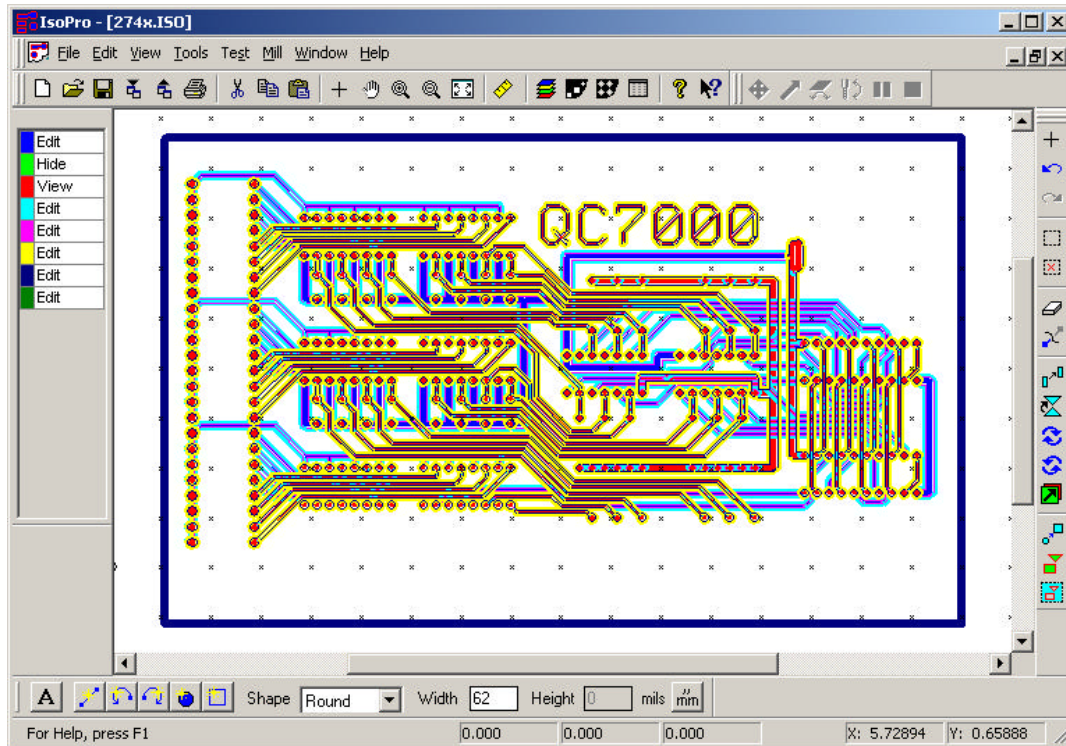 IsoPro - [274x.ISO]
File Edit View Tools Test Mill Window Help
Edit
Hide
View
Edit
Edit
Edit
Edit
Edit
QC7000
A Shape Round Width 62 Height 0 mils mm
For Help, press F1 0.000 0.000 0.000 X: 5.72894 Y: 0.65888